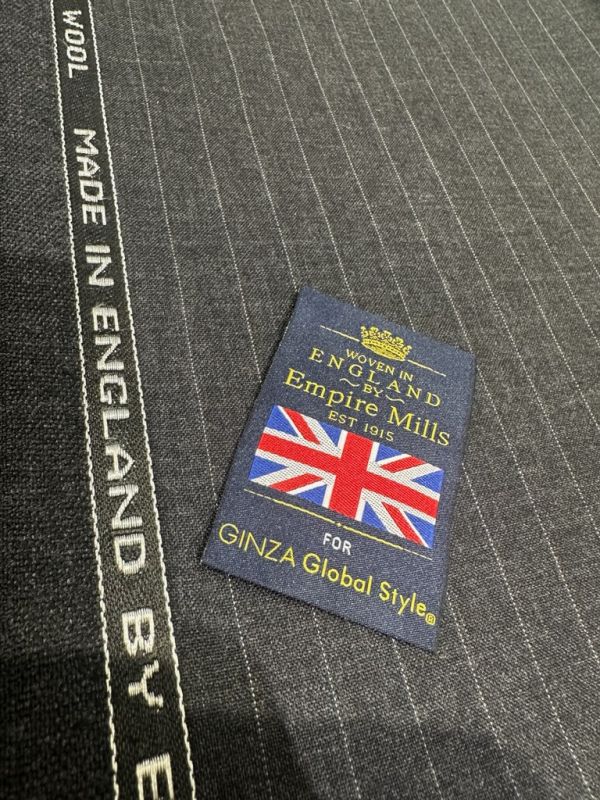 WOOL MADE IN ENGLAND BY E
WOVEN IN
ENGLAND
BY
Empire Mills
EST 1915
FOR
GINZA Global Style®